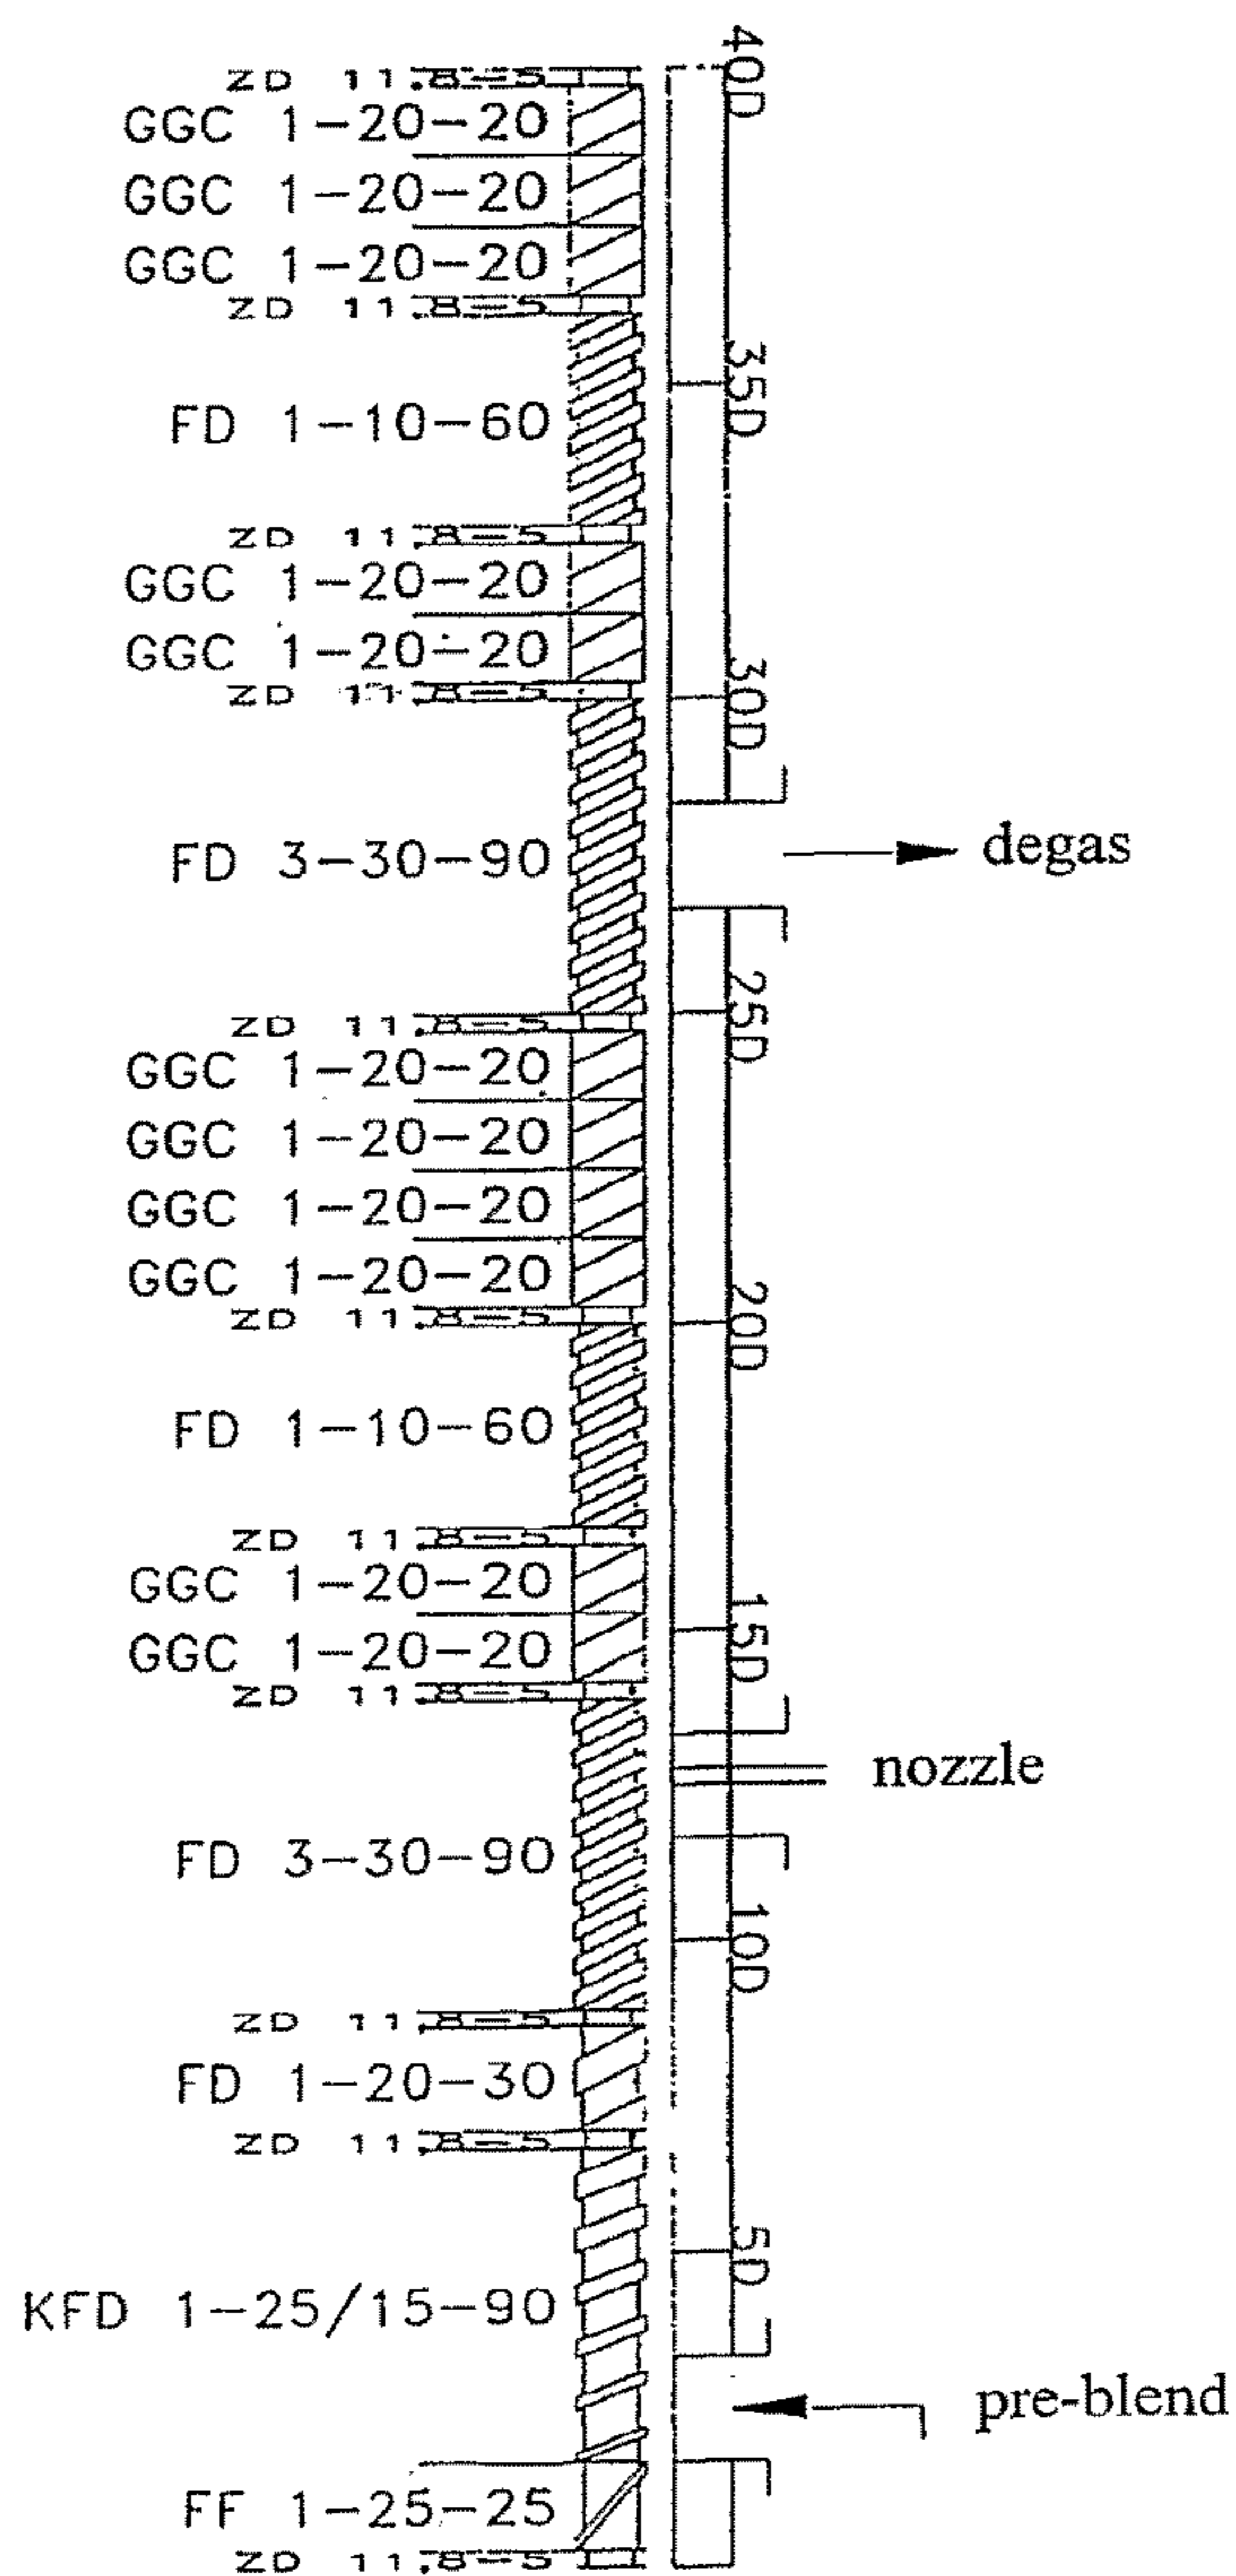 40D
ZD 11.8-5
GGC 1-20-20
GGC 1-20-20
GGC 1-20-20
ZD 11.8-5
35D
FD 1-10-60
ZD 11.8-5
GGC 1-20-20
GGC 1-20-20
ZD 11.8-5
30D
FD 3-30-90
degas
ZD 11.8-5
25D
GGC 1-20-20
GGC 1-20-20
GGC 1-20-20
GGC 1-20-20
ZD 11.8-5
20D
FD 1-10-60
ZD 11.8-5
GGC 1-20-20
15D
GGC 1-20-20
ZD 11.8-5
nozzle
FD 3-30-90
10D
ZD 11.8-5
FD 1-20-30
ZD 11.8-5
5D
KFD 1-25/15-90
pre-blend
FF 1-25-25
ZD 11.8-5